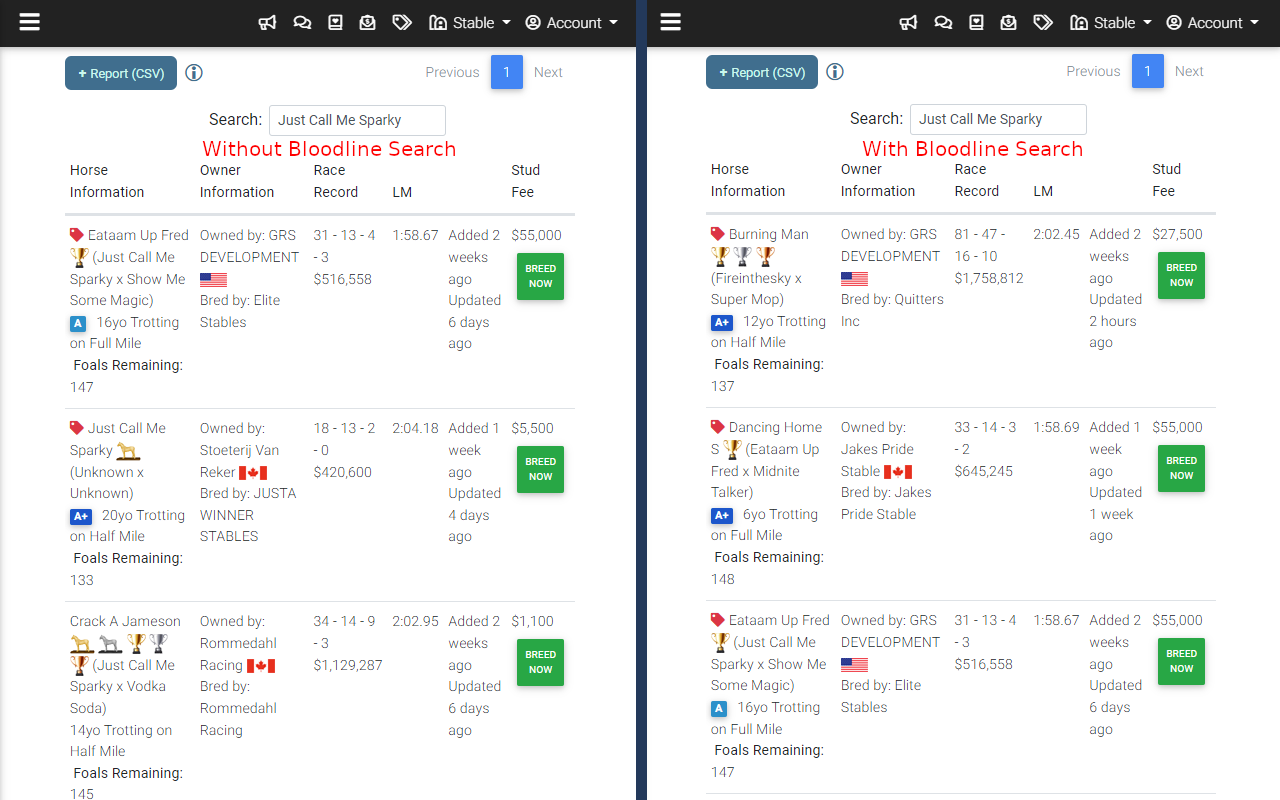 Stable
Account
+ Report (CSV)
Previous
1
Next
Search:
Just Call Me Sparky
Without Bloodline Search
Horse
Information
Owner
Information
Race
Record
LM
Stud
Fee
Eataam Up Fred
(Just Call Me
Sparky x Show Me
Some Magic)
A 16yo Trotting
on Full Mile
Foals Remaining:
147
Owned by: GRS
DEVELOPMENT
Bred by: Elite
Stables
31 - 13 - 4
- 3
$516,558
1:58.67
Added 2
weeks
ago
Updated
6 days
ago
$55,000
BREED
NOW
Just Call Me
Sparky
(Unknown x
Unknown)
A+ 20yo Trotting
on Half Mile
Foals Remaining:
133
Owned by:
Stoeterij Van
Reker
Bred by: JUSTA
WINNER
STABLES
18 - 13 - 2
- 0
$420,600
2:04.18
Added 1
week
ago
Updated
4 days
ago
$5,500
BREED
NOW
Crack A Jameson
(Just Call Me
Sparky x Vodka
Soda)
14yo Trotting on
Half Mile
Foals Remaining:
145
Owned by:
Rommedahl
Racing
Bred by:
Rommedahl
Racing
34 - 14 - 9
- 3
$1,129,287
2:02.95
Added 2
weeks
ago
Updated
6 days
ago
$1,100
BREED
NOW
Stable
Account
+ Report (CSV)
Previous
1
Next
Search:
Just Call Me Sparky
With Bloodline Search
Horse
Information
Owner
Information
Race
Record
LM
Stud
Fee
Burning Man
(Fireinthesky x
Super Mop)
A+ 12yo Trotting
on Half Mile
Foals Remaining:
137
Owned by: GRS
DEVELOPMENT
Bred by: Quitters
Inc
81 - 47 -
16 - 10
$1,758,812
2:02.45
Added 2
weeks
ago
Updated
2 hours
ago
$27,500
BREED
NOW
Dancing Home
S (Eataam Up
Fred x Midnite
Talker)
A+ 6yo Trotting
on Full Mile
Foals Remaining:
148
Owned by:
Jakes Pride
Stable
Bred by: Jakes
Pride Stable
33 - 14 - 3
- 2
$645,245
1:58.69
Added 1
week
ago
Updated
1 week
ago
$55,000
BREED
NOW
Eataam Up Fred
(Just Call Me
Sparky x Show Me
Some Magic)
A 16yo Trotting
on Full Mile
Foals Remaining:
147
Owned by: GRS
DEVELOPMENT
Bred by: Elite
Stables
31 - 13 - 4
- 3
$516,558
1:58.67
Added 2
weeks
ago
Updated
6 days
ago
$55,000
BREED
NOW